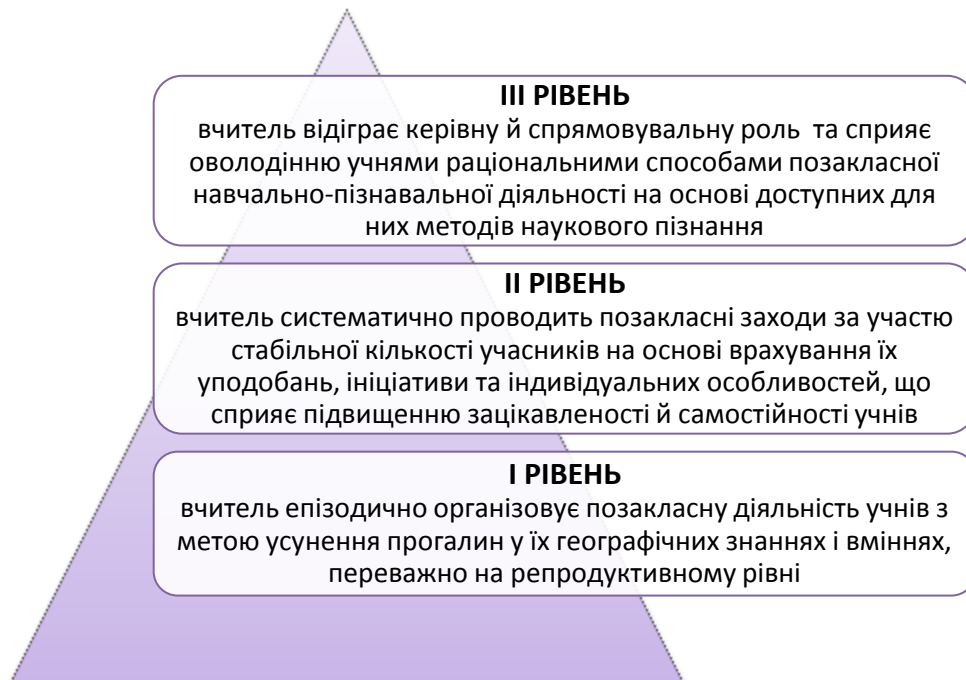 ІІІ РІВЕНЬ
вчитель відіграє керівну й спрямовувальну роль та сприяє
оволодінню учнями раціональними способами позакласної
навчально-пізнавальної діяльності на основі доступних для
них методів наукового пізнання
ІІ РІВЕНЬ
вчитель систематично проводить позакласні заходи за участю
стабільної кількості учасників на основі врахування їх
уподобань, ініціативи та індивідуальних особливостей, що
сприяє підвищенню зацікавленості й самостійності учнів
І РІВЕНЬ
вчитель епізодично організовує позакласну діяльність учнів з
метою усунення прогалин у їх географічних знаннях і вміннях,
переважно на репродуктивному рівні